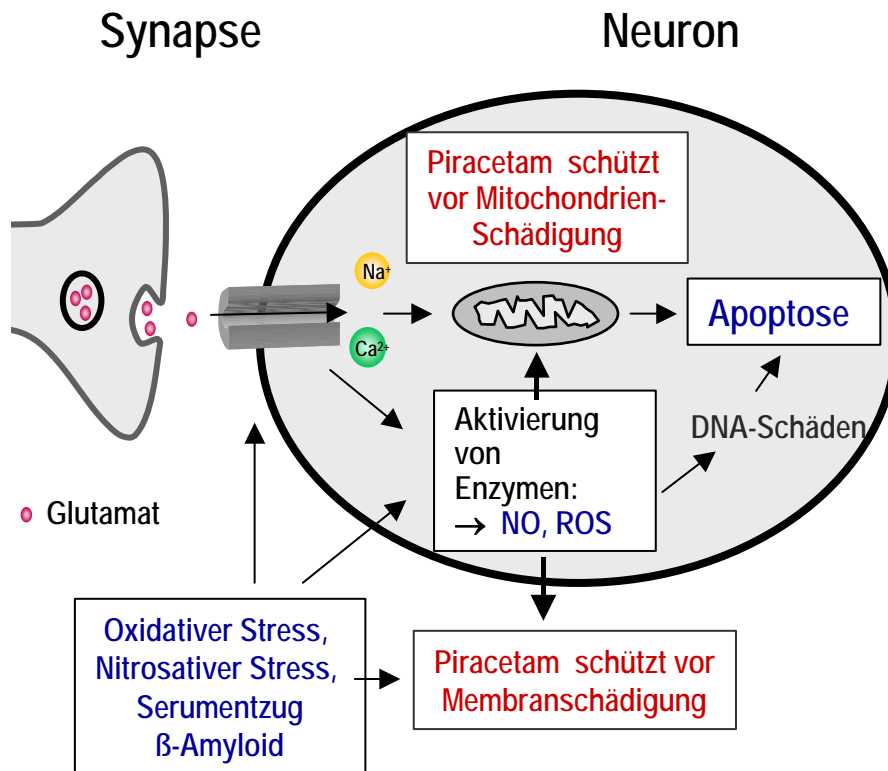 Synapse
Neuron
Piracetam schützt
vor Mitochondrien-
Schädigung
Na+
Ca2+
Apoptose
Aktivierung
von
Enzymen:
→ NO, ROS
DNA-Schäden
Glutamat
Oxidativer Stress,
Nitrosativer Stress,
Serumentzug
ß-Amyloid
Piracetam schützt vor
Membranschädigung